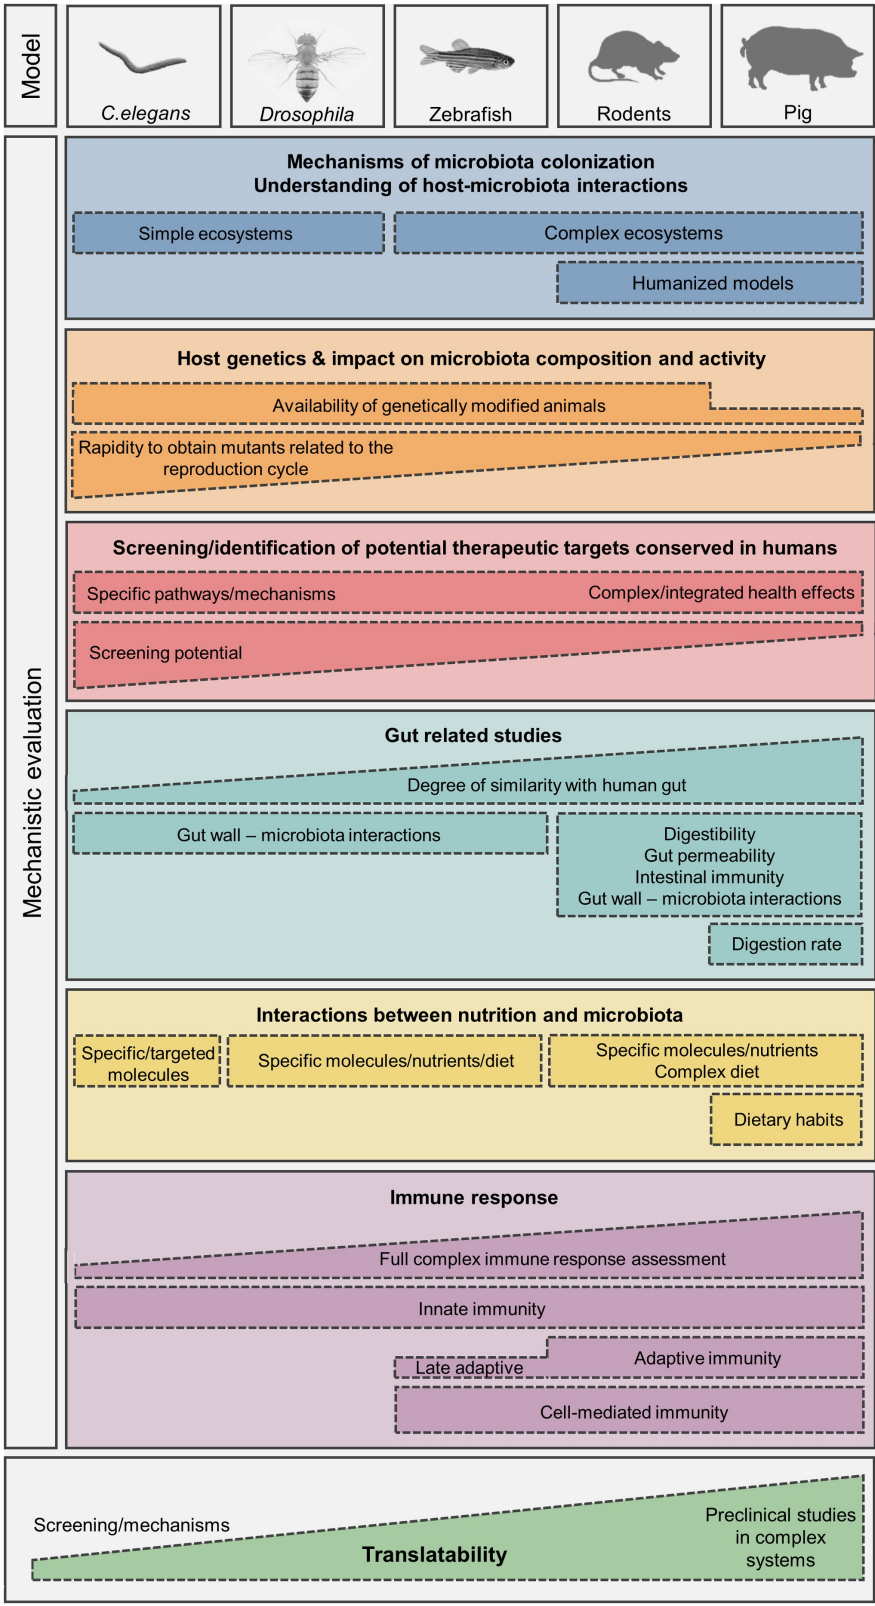 Model
C.elegans
Drosophila
Zebrafish
Rodents
Pig
Mechanistic evaluation
Mechanisms of microbiota colonization
Understanding of host-microbiota interactions
Simple ecosystems
Complex ecosystems
Humanized models
Host genetics & impact on microbiota composition and activity
Availability of genetically modified animals
Rapidity to obtain mutants related to the
reproduction cycle
Screening/identification of potential therapeutic targets conserved in humans
Specific pathways/mechanisms
Complex/integrated health effects
Screening potential
Gut related studies
Degree of similarity with human gut
Gut wall – microbiota interactions
Digestibility
Gut permeability
Intestinal immunity
Gut wall – microbiota interactions
Digestion rate
Interactions between nutrition and microbiota
Specific/targeted
molecules
Specific molecules/nutrients/diet
Specific molecules/nutrients
Complex diet
Dietary habits
Immune response
Full complex immune response assessment
Innate immunity
Late adaptive
Adaptive immunity
Cell-mediated immunity
Screening/mechanisms
Translatability
Preclinical studies
in complex
systems